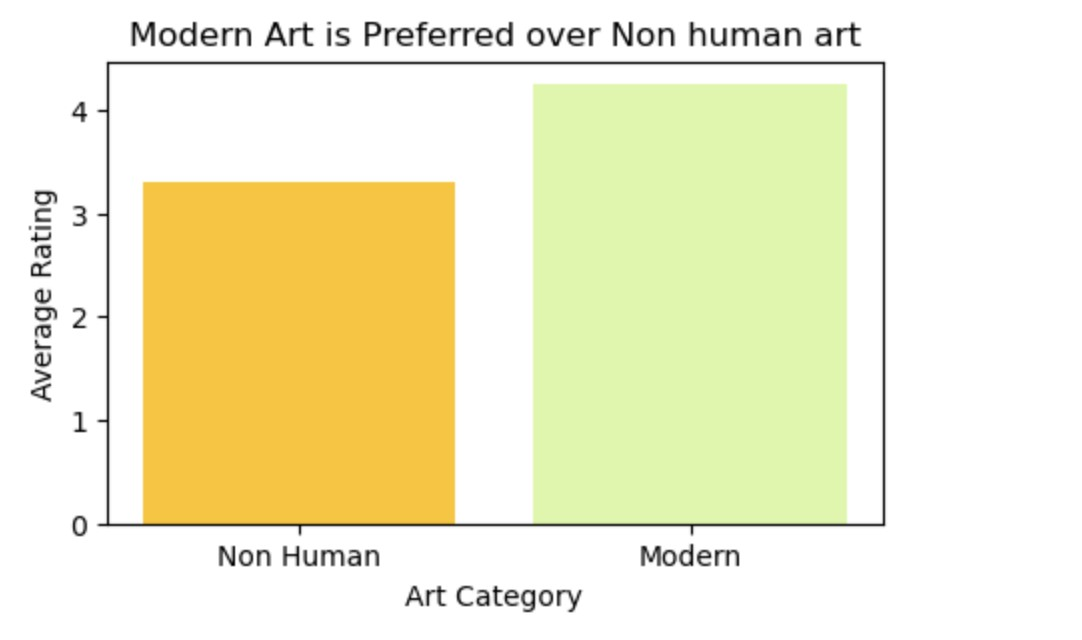 Modern Art is Preferred over Non human art
4
3
2
1
0
Average Rating
Non Human
Modern
Art Category